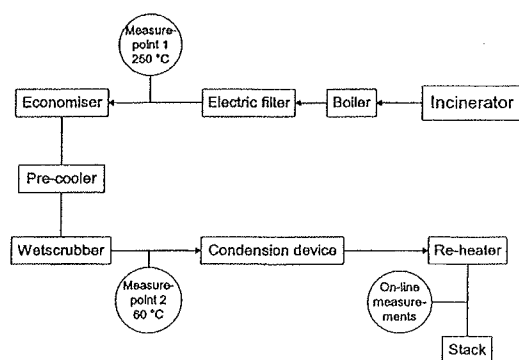 Measure-
point 1
250 °C
Economiser
Electric filter
Boiler
Incinerator
Pre-cooler
Wetscrubber
Condension device
Re-heater
Measure-
point 2
60 °C
On-line
measure-
ments
Stack